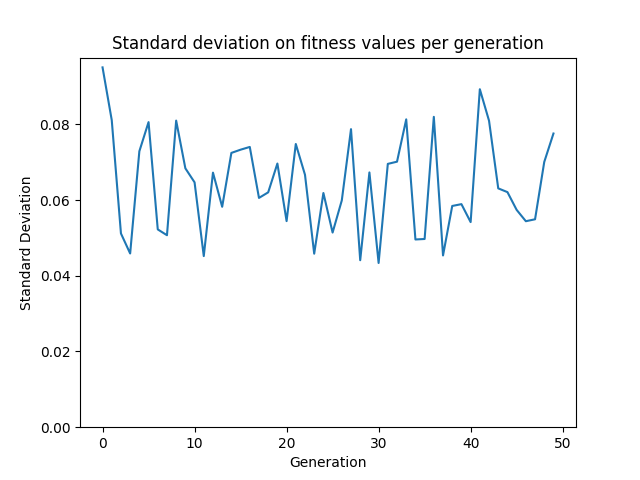 Standard deviation on fitness values per generation
Standard Deviation
0.08
0.06
0.04
0.02
0.00
0 10 20 30 40 50
Generation